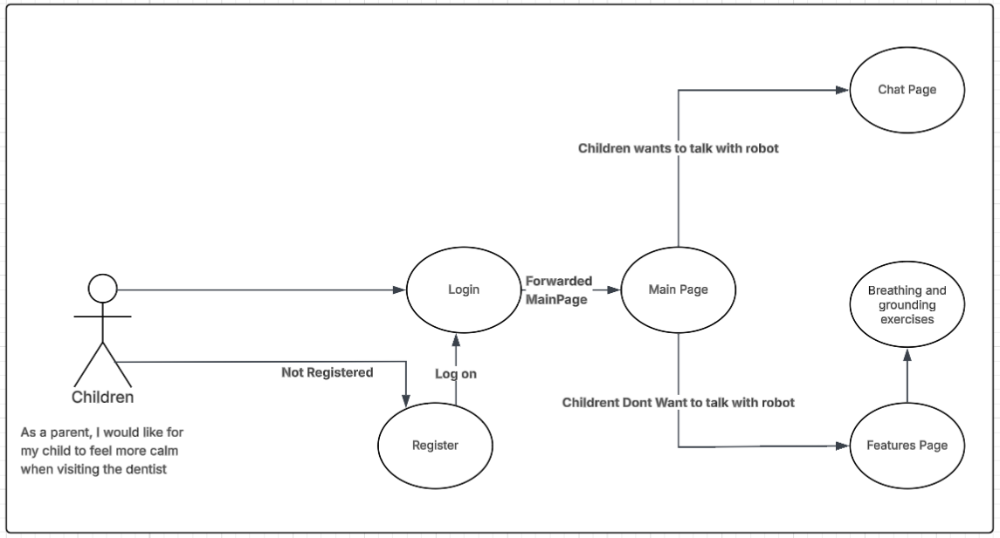 Chat Page
Children wants to talk with robot
Login
Forwarded
MainPage
Main Page
Breathing and
grounding
exercises
Not Registered
Log on
Children
Childrent Dont Want to talk with robot
As a parent, I would like for
my child to feel more calm
when visiting the dentist
Register
Features Page